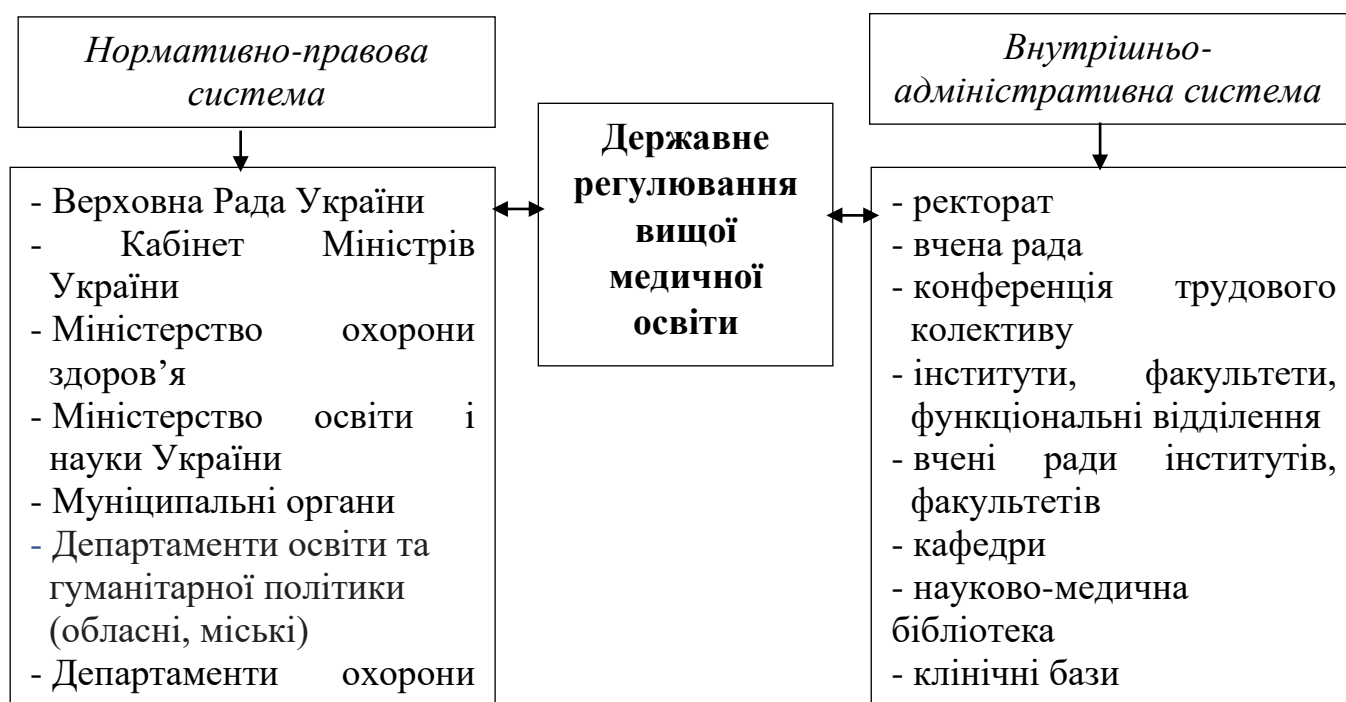 Нормативно-правова
система
- Верховна Рада України
- Кабінет Міністрів
України
- Міністерство охорони
здоров’я
- Міністерство освіти і
науки України
- Муніципальні органи
- Департаменти освіти та
гуманітарної політики
(обласні, міські)
- Департаменти охорони
Державне
регулювання
вищої
медичної
освіти
Внутрішньо-
адміністративна система
- ректорат
- вчена рада
- конференція трудового
колективу
- інститути, факультети,
функціональні відділення
- вчені ради інститутів,
факультетів
- кафедри
- науково-медична
бібліотека
- клінічні бази